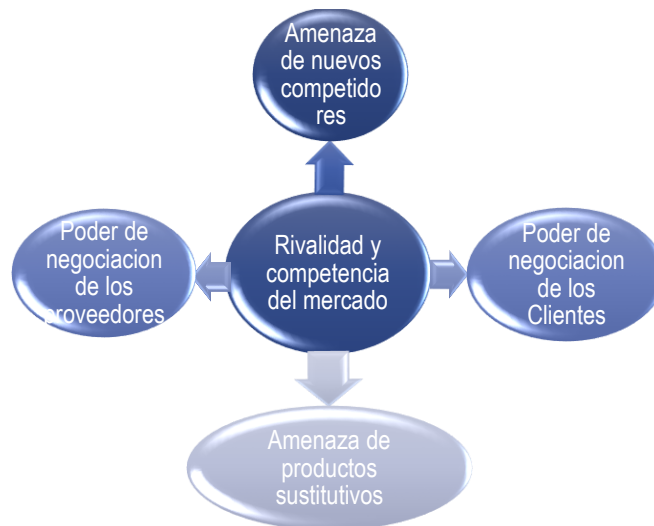 Amenaza
de nuevos
competido
res
Poder de
negociacion
de los
proveedores
Rivalidad y
competencia
del mercado
Poder de
negociacion
de los
Clientes
Amenaza de
productos
sustitutivos